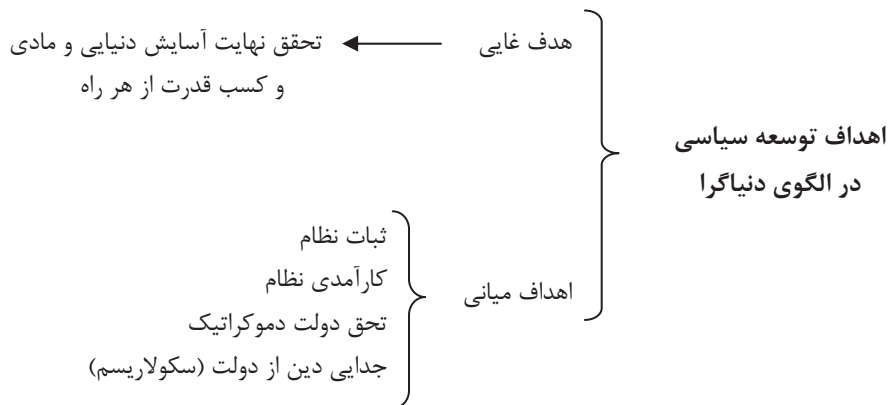 اهداف توسعه سیاسی
در الگوی دنیاگرا
هدف غایی
تحقق نهایت آسایش دنیایی و مادی
و کسب قدرت از هر راه
اهداف میانی
ثبات نظام
کارآمدی نظام
تحق دولت دموکراتیک
جدایی دین از دولت (سکولاریسم)